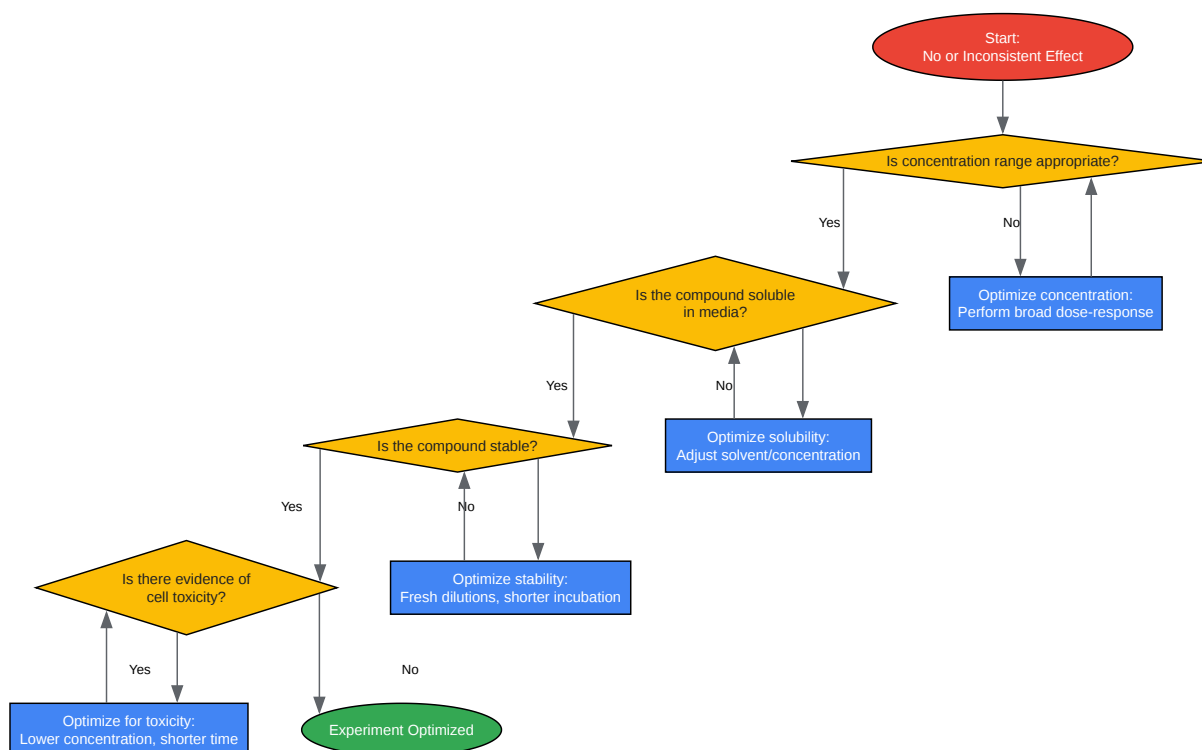 Start:
No or Inconsistent Effect
Is concentration range appropriate?
Yes
No
Is the compound soluble
in media?
Optimize concentration:
Perform broad dose-response
Yes
No
Is the compound stable?
Optimize solubility:
Adjust solvent/concentration
Yes
No
Is there evidence of
cell toxicity?
Optimize stability:
Fresh dilutions, shorter incubation
Yes
No
Optimize for toxicity:
Lower concentration, shorter time
Experiment Optimized